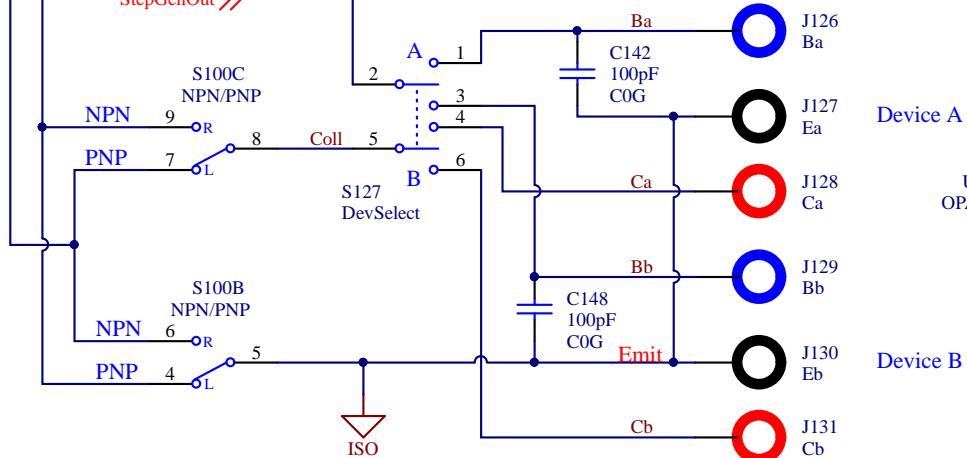 StepGenOut
Ba
J126
Ba
A
1
C142
100pF
C0G
S100C
NPN/PNP
2
3
4
J127
Ea
Device A
NPN
9
R
8
Coll
5
PNP
7
L
B
6
S127
DevSelect
Ca
J128
Ca
Bb
J129
Bb
S100B
NPN/PNP
C148
100pF
C0G
NPN
6
R
5
Emit
J130
Eb
Device B
PNP
4
L
ISO
Cb
J131
Cb